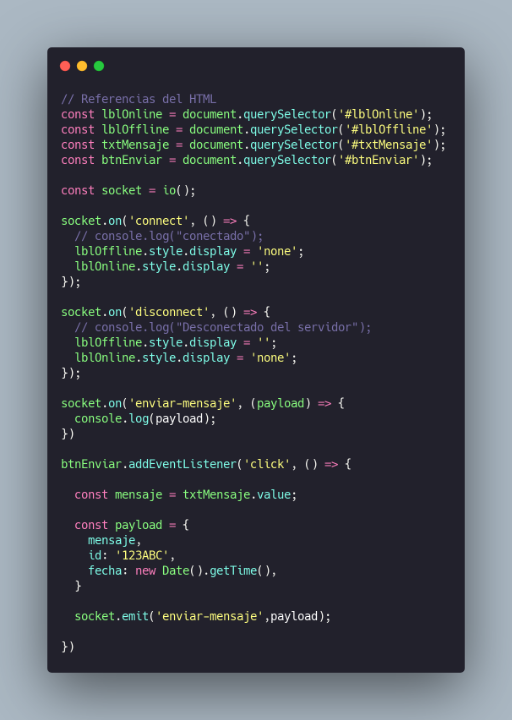 // Referencias del HTML
const lblOnline = document.querySelector('#lblOnline');
const lblOffline = document.querySelector('#lblOffline');
const txtMensaje = document.querySelector('#txtMensaje');
const btnEnviar = document.querySelector('#btnEnviar');

const socket = io();

socket.on('connect', () => {
  // console.log("conectado");
  lblOffline.style.display = 'none';
  lblOnline.style.display = '';
});

socket.on('disconnect', () => {
  // console.log("Desconectado del servidor");
  lblOffline.style.display = '';
  lblOnline.style.display = 'none';
});

socket.on('enviar-mensaje', (payload) => {
  console.log(payload);
})

btnEnviar.addEventListener('click', () => {

  const mensaje = txtMensaje.value;

  const payload = {
    mensaje,
    id: '123ABC',
    fecha: new Date().getTime(),
  }

  socket.emit('enviar-mensaje',payload);

})